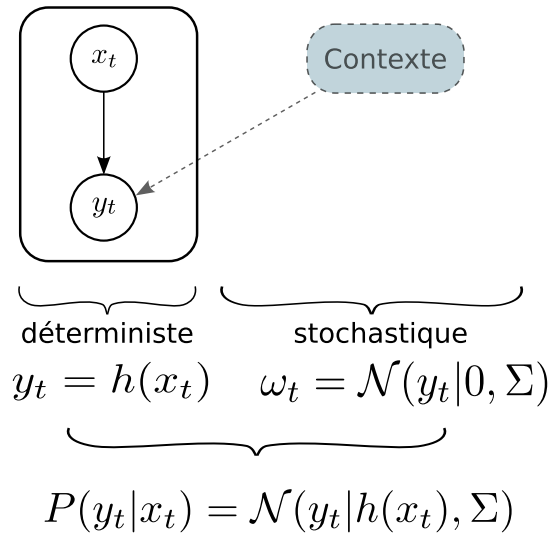 x_t
Contexte
y_t
déterministe stochastique
y_t = h(x_t) ω_t = 𝒩(y_t|0, Σ)
P(y_t|x_t) = 𝒩(y_t|h(x_t), Σ)